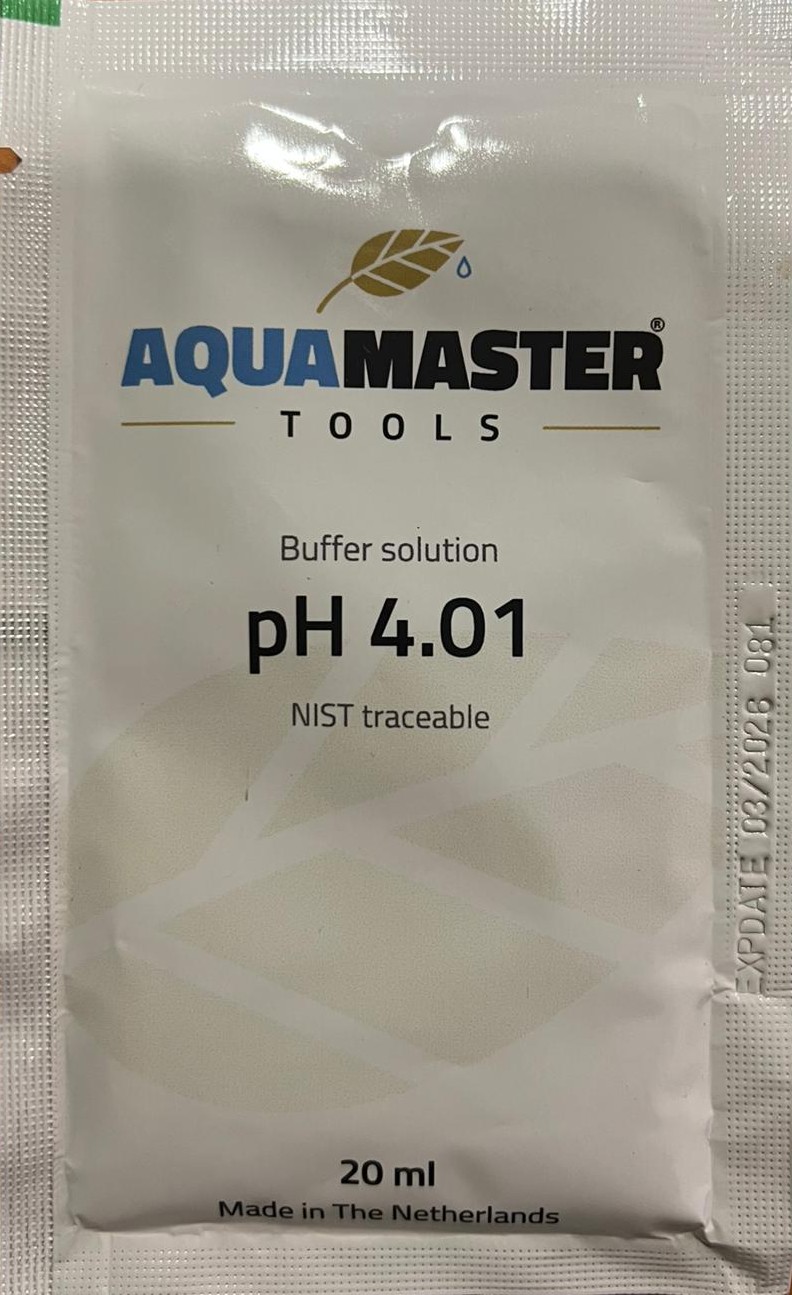 AQUAMASTER®
TOOLS
Buffer solution
pH 4.01
NIST traceable
20 ml
Made in The Netherlands
EXPDATE 03/2026 081